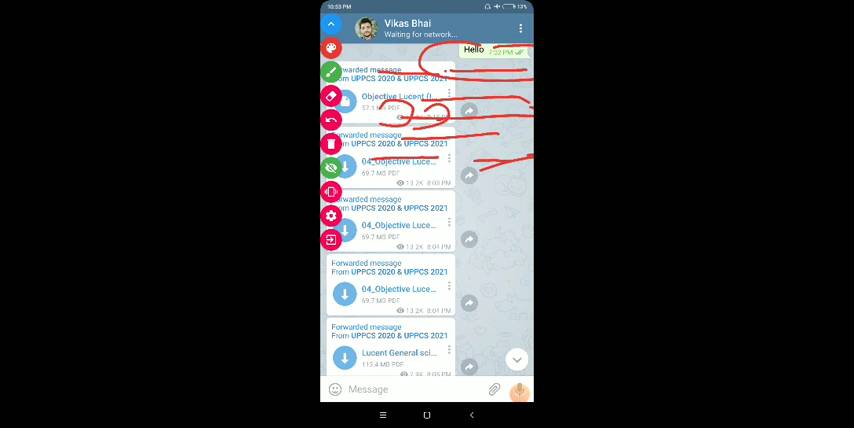 10:53 PM
13%
Vikas Bhai
Waiting for network...
Hello
7:02 PM
Forwarded message
From UPPCS 2020 & UPPCS 2021
Objective Lucent (I...
57.1 MB PDF
Forwarded message
From UPPCS 2020 & UPPCS 2021
04_Objective Luce...
69.7 MB PDF
13.2K 8:03 PM
Forwarded message
From UPPCS 2020 & UPPCS 2021
04_Objective Luce...
69.7 MB PDF
13.2K 8:04 PM
Forwarded message
From UPPCS 2020 & UPPCS 2021
04_Objective Luce...
69.7 MB PDF
13.2K 8:04 PM
Forwarded message
From UPPCS 2020 & UPPCS 2021
Lucent General sci...
113.4 MB PDF
7.9K 8:05 PM
Message